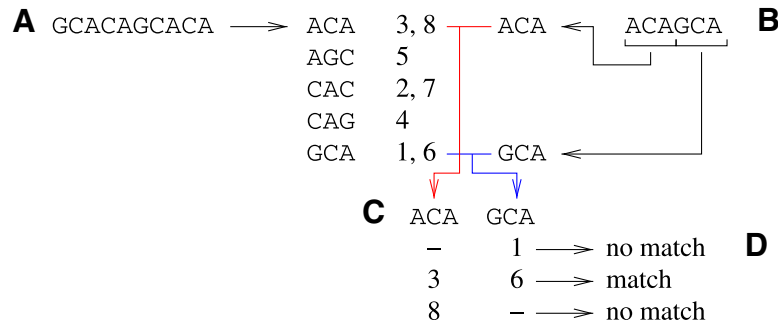 A GCACAGCACA ACA 3, 8 ACA ACAGCA B
AGC 5
CAC 2, 7
CAG 4
GCA 1, 6 GCA
C ACA GCA
– 1 no match D
3 6 match
8 – no match